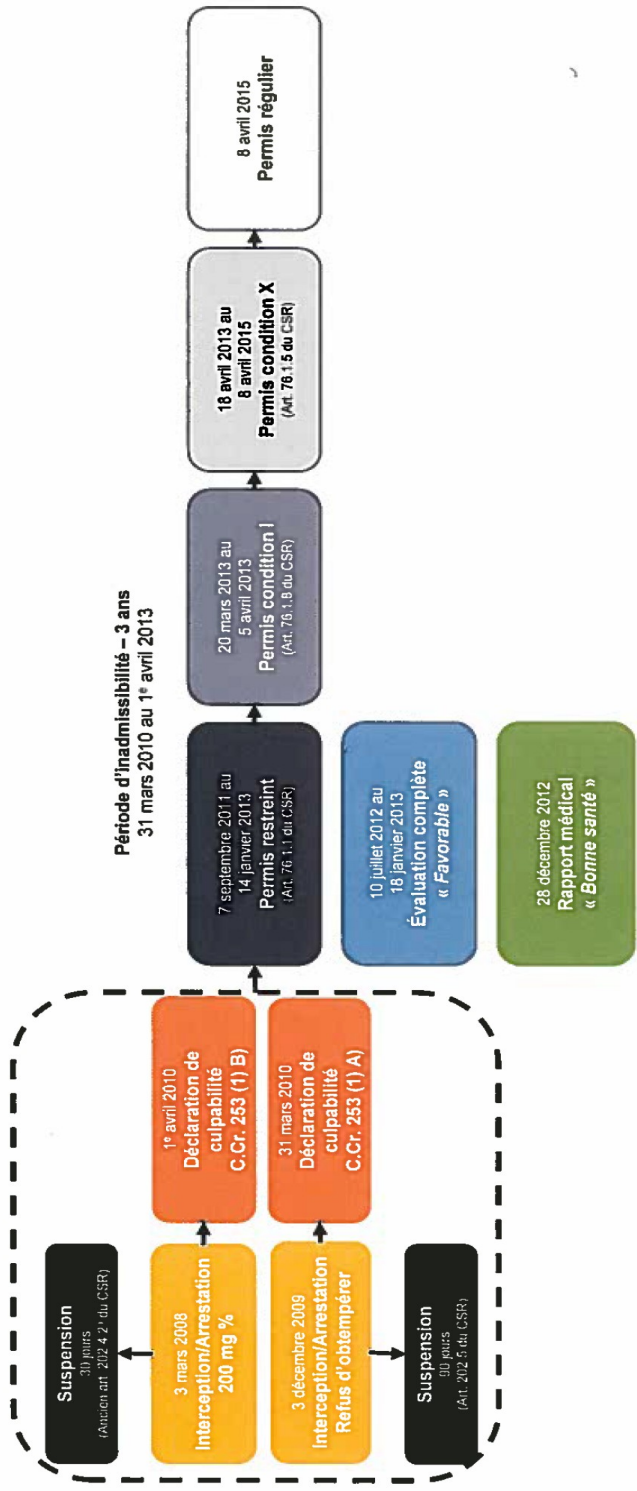 Suspension
30 jours
(Ancien art. 202.4 2° du CSR)
3 mars 2008
Interception/Arrestation
200 mg %
1e avril 2010
Déclaration de
culpabilité
C.Cr. 253 (1) B)
3 décembre 2009
Interception/Arrestation
Refus d'obtempérer
31 mars 2010
Déclaration de
culpabilité
C.Cr. 253 (1) A)
Suspension
90 jours
(Art. 202.5 du CSR)
Période d'inadmissibilité – 3 ans
31 mars 2010 au 1e avril 2013
7 septembre 2011 au
14 janvier 2013
Permis restreint
(Art. 76.1.1 du CSR)
10 juillet 2012 au
18 janvier 2013
Évaluation complète
« Favorable »
28 décembre 2012
Rapport médical
« Bonne santé »
20 mars 2013 au
5 avril 2013
Permis condition I
(Art. 76.1.8 du CSR)
18 avril 2013 au
8 avril 2015
Permis condition X
(Art. 76.1.5 du CSR)
8 avril 2015
Permis régulier